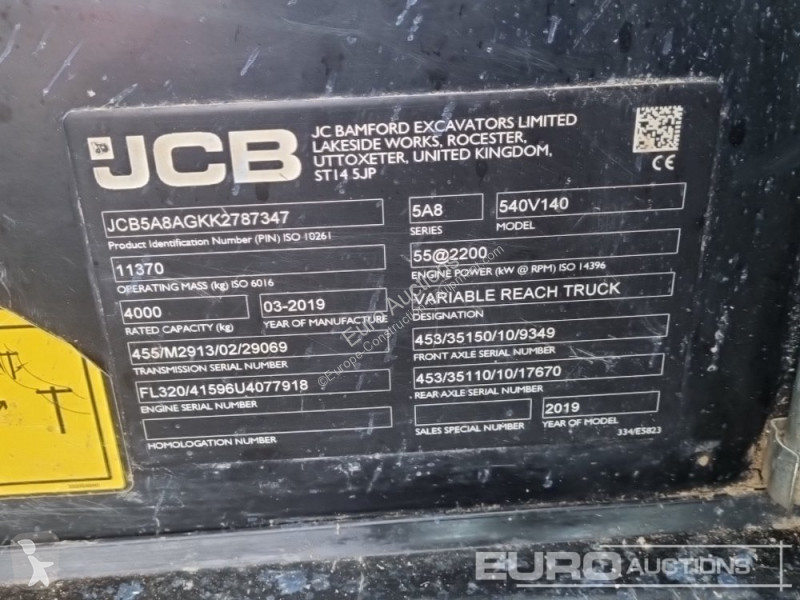 JCB
JC BAMFORD EXCAVATORS LIMITED
LAKESIDE WORKS, ROCESTER,
UTTOXETER, UNITED KINGDOM,
ST14 5JP
CE
JCB5A8AGKK2787347
Product Identification Number (PIN) ISO 10261
5A8
SERIES
540V140
MODEL
11370
OPERATING MASS (kg) ISO 6016
55@2200
ENGINE POWER (kW @ RPM) ISO 14396
4000
RATED CAPACITY (kg)
03-2019
YEAR OF MANUFACTURE
VARIABLE REACH TRUCK
DESIGNATION
455/M2913/02/29069
TRANSMISSION SERIAL NUMBER
453/35150/10/9349
FRONT AXLE SERIAL NUMBER
FL320/41596U4077918
ENGINE SERIAL NUMBER
453/35110/10/17670
REAR AXLE SERIAL NUMBER
HOMOLOGATION NUMBER
SALES SPECIAL NUMBER
2019
YEAR OF MODEL
334/E5823
Euro Auctions
EURO AUCTIONS